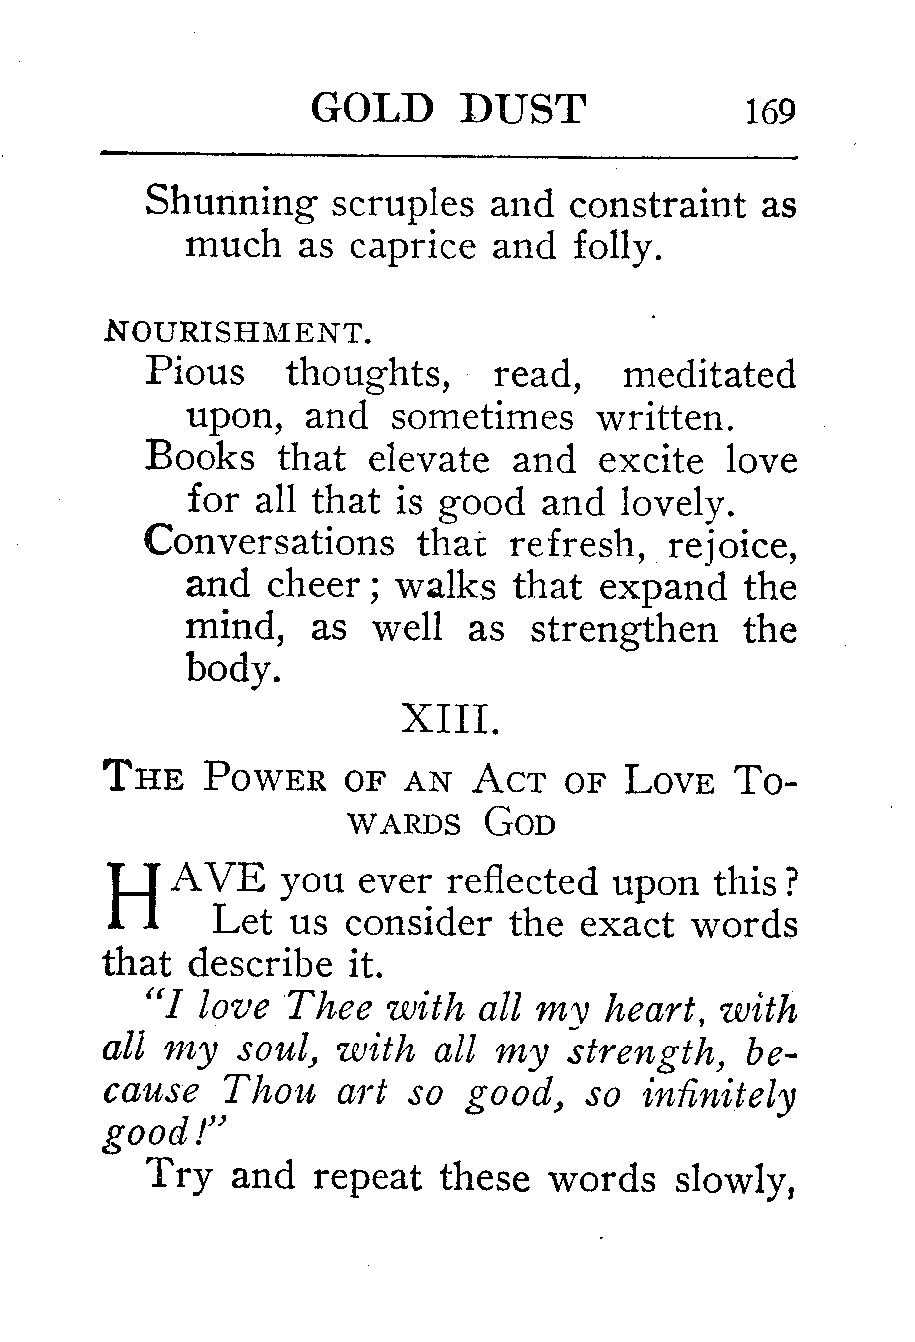 GOLD DUST 169
Shunning scruples and constraint as
much as caprice and folly.
NOURISHMENT.
Pious thoughts, read, meditated
upon, and sometimes written.
Books that elevate and excite love
for all that is good and lovely.
Conversations that refresh, rejoice,
and cheer; walks that expand the
mind, as well as strengthen the
body.
XIII.
THE POWER OF AN ACT OF LOVE TO-
WARDS GOD
HAVE you ever reflected upon this?
Let us consider the exact words
that describe it.
"I love Thee with all my heart, with
all my soul, with all my strength, be-
cause Thou art so good, so infinitely
good!"
Try and repeat these words slowly,